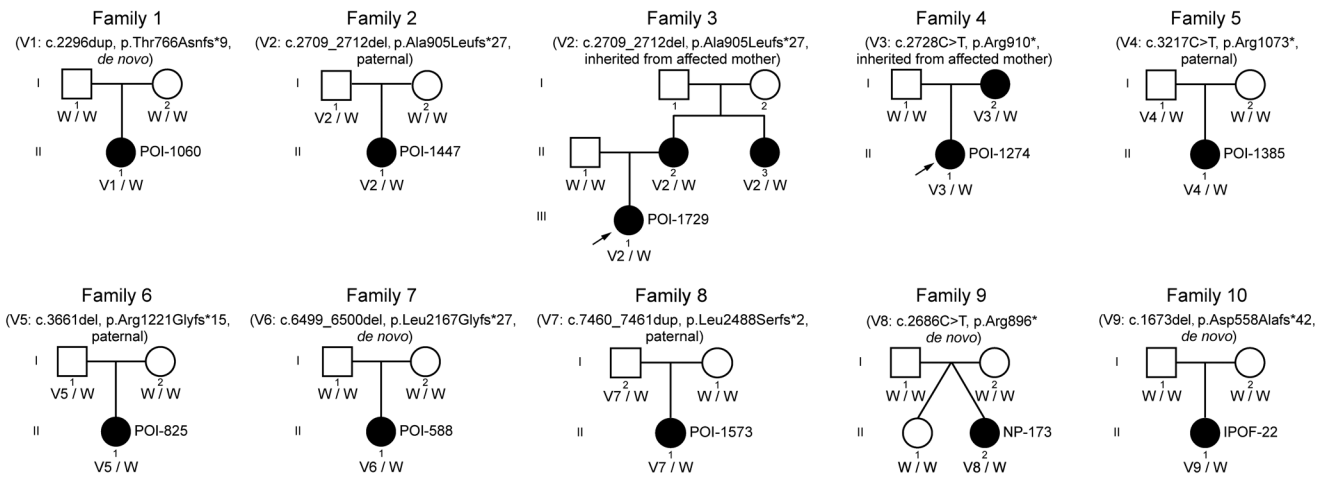 Family 1
(V1: c.2296dup, p.Thr766Asnfs*9,
de novo)
I
1
W / W
2
W / W
II
POI-1060
1
V1 / W
Family 2
(V2: c.2709_2712del, p.Ala905Leufs*27,
paternal)
I
1
V2 / W
2
W / W
II
POI-1447
1
V2 / W
Family 3
(V2: c.2709_2712del, p.Ala905Leufs*27,
inherited from affected mother)
I
1
2
II
1
W / W
2
V2 / W
3
V2 / W
III
POI-1729
1
V2 / W
Family 4
(V3: c.2728C>T, p.Arg910*,
inherited from affected mother)
I
1
W / W
2
V3 / W
II
POI-1274
1
V3 / W
Family 5
(V4: c.3217C>T, p.Arg1073*,
paternal)
I
1
V4 / W
2
W / W
II
POI-1385
1
V4 / W
Family 6
(V5: c.3661del, p.Arg1221Glyfs*15,
paternal)
I
1
V5 / W
2
W / W
II
POI-825
1
V5 / W
Family 7
(V6: c.6499_6500del, p.Leu2167Glyfs*27,
de novo)
I
1
W / W
2
W / W
II
POI-588
1
V6 / W
Family 8
(V7: c.7460_7461dup, p.Leu2488Serfs*2,
paternal)
I
2
V7 / W
1
W / W
II
POI-1573
1
V7 / W
Family 9
(V8: c.2686C>T, p.Arg896*
de novo)
I
1
W / W
2
W / W
II
NP-173
1
W / W
2
V8 / W
Family 10
(V9: c.1673del, p.Asp558Alafs*42,
de novo)
I
1
W / W
2
W / W
II
IPOF-22
1
V9 / W